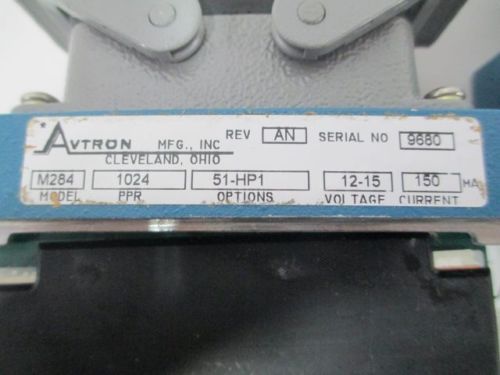 AVTRON MFG., INC REV AN SERIAL NO 9680
CLEVELAND, OHIO
M284 1024 51-HP1 12-15 150 MA
MODEL PPR OPTIONS VOLTAGE CURRENT